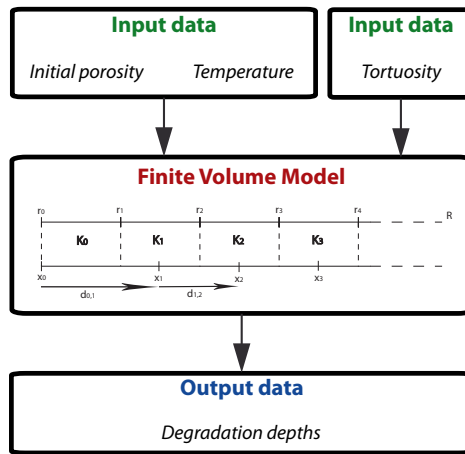 Input data
Initial porosity Temperature
Input data
Tortuosity
Finite Volume Model
r0 r1 r2 r3 r4 R
K0 K1 K2 K3
x0 x1 x2 x3
d0,1 d1,2
Output data
Degradation depths